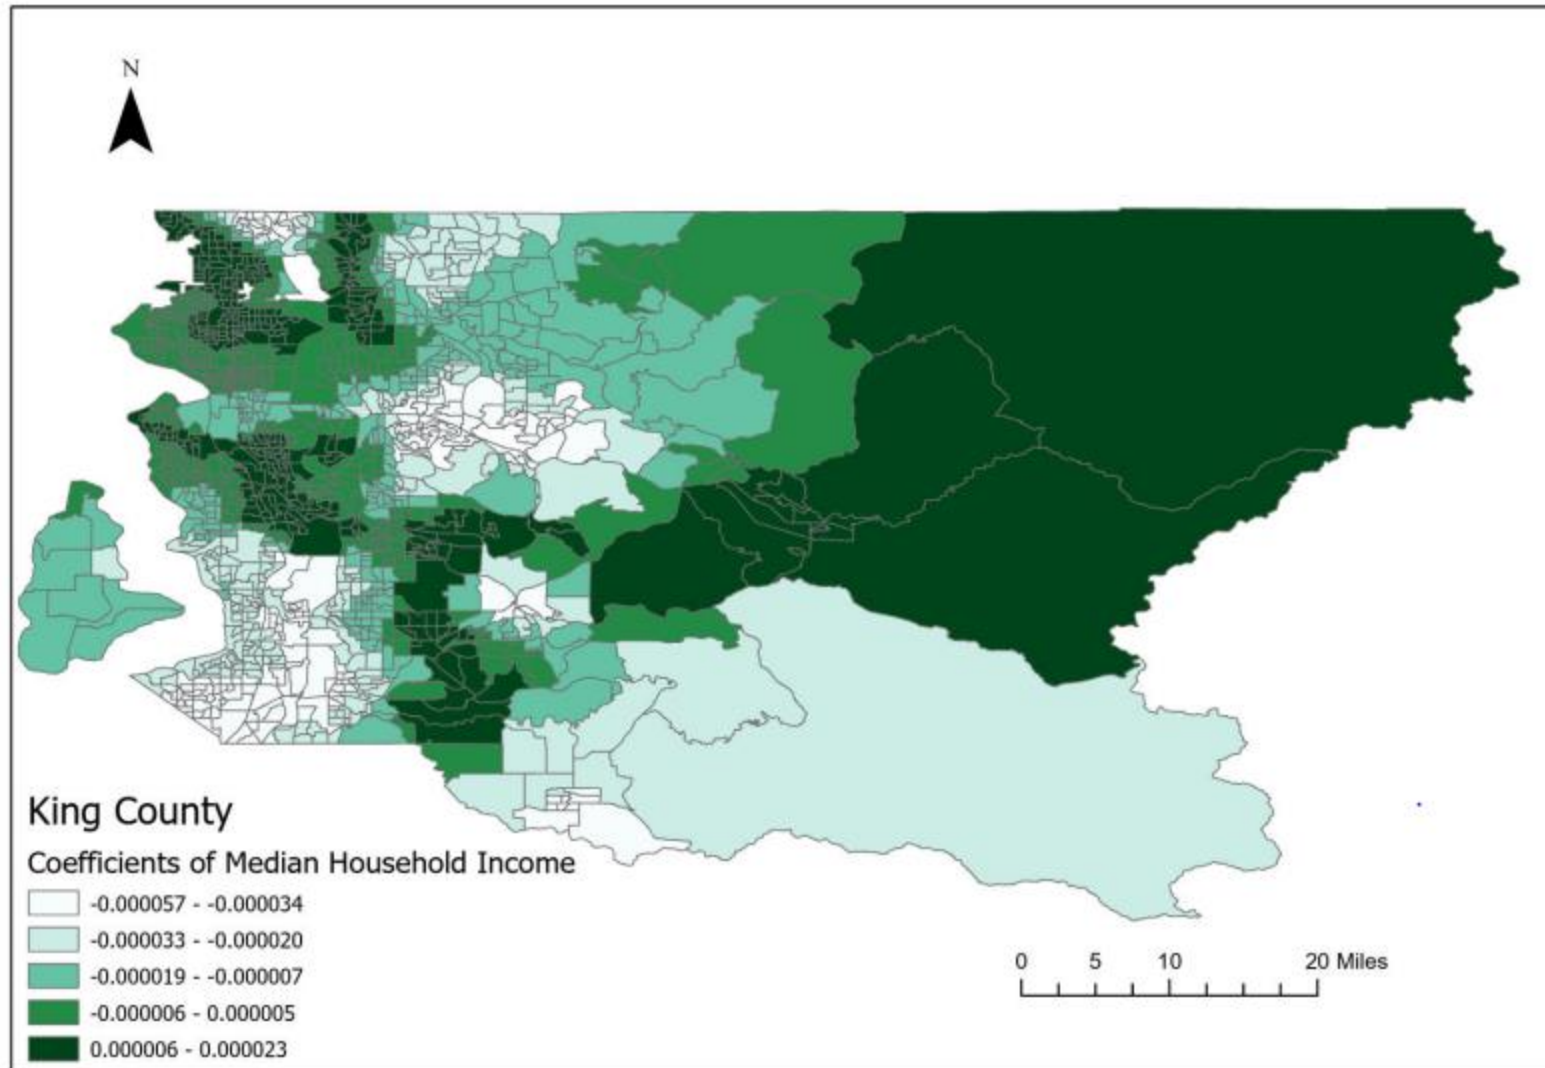 N
King County
Coefficients of Median Household Income
-0.000057 - -0.000034
-0.000033 - -0.000020
-0.000019 - -0.000007
-0.000006 - 0.000005
0.000006 - 0.000023
0 5 10 20 Miles